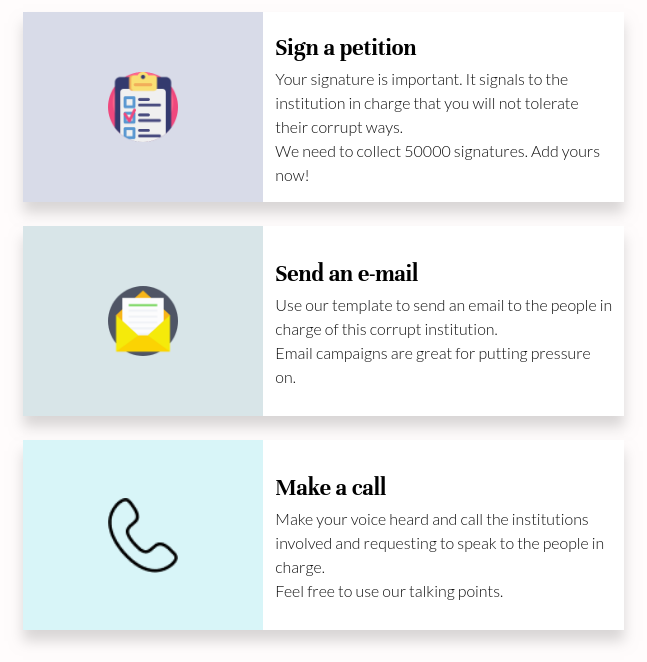 Sign a petition
Your signature is important. It signals to the
institution in charge that you will not tolerate
their corrupt ways.
We need to collect 50000 signatures. Add yours
now!
Send an e-mail
Use our template to send an email to the people in
charge of this corrupt institution.
Email campaigns are great for putting pressure
on.
Make a call
Make your voice heard and call the institutions
involved and requesting to speak to the people in
charge.
Feel free to use our talking points.